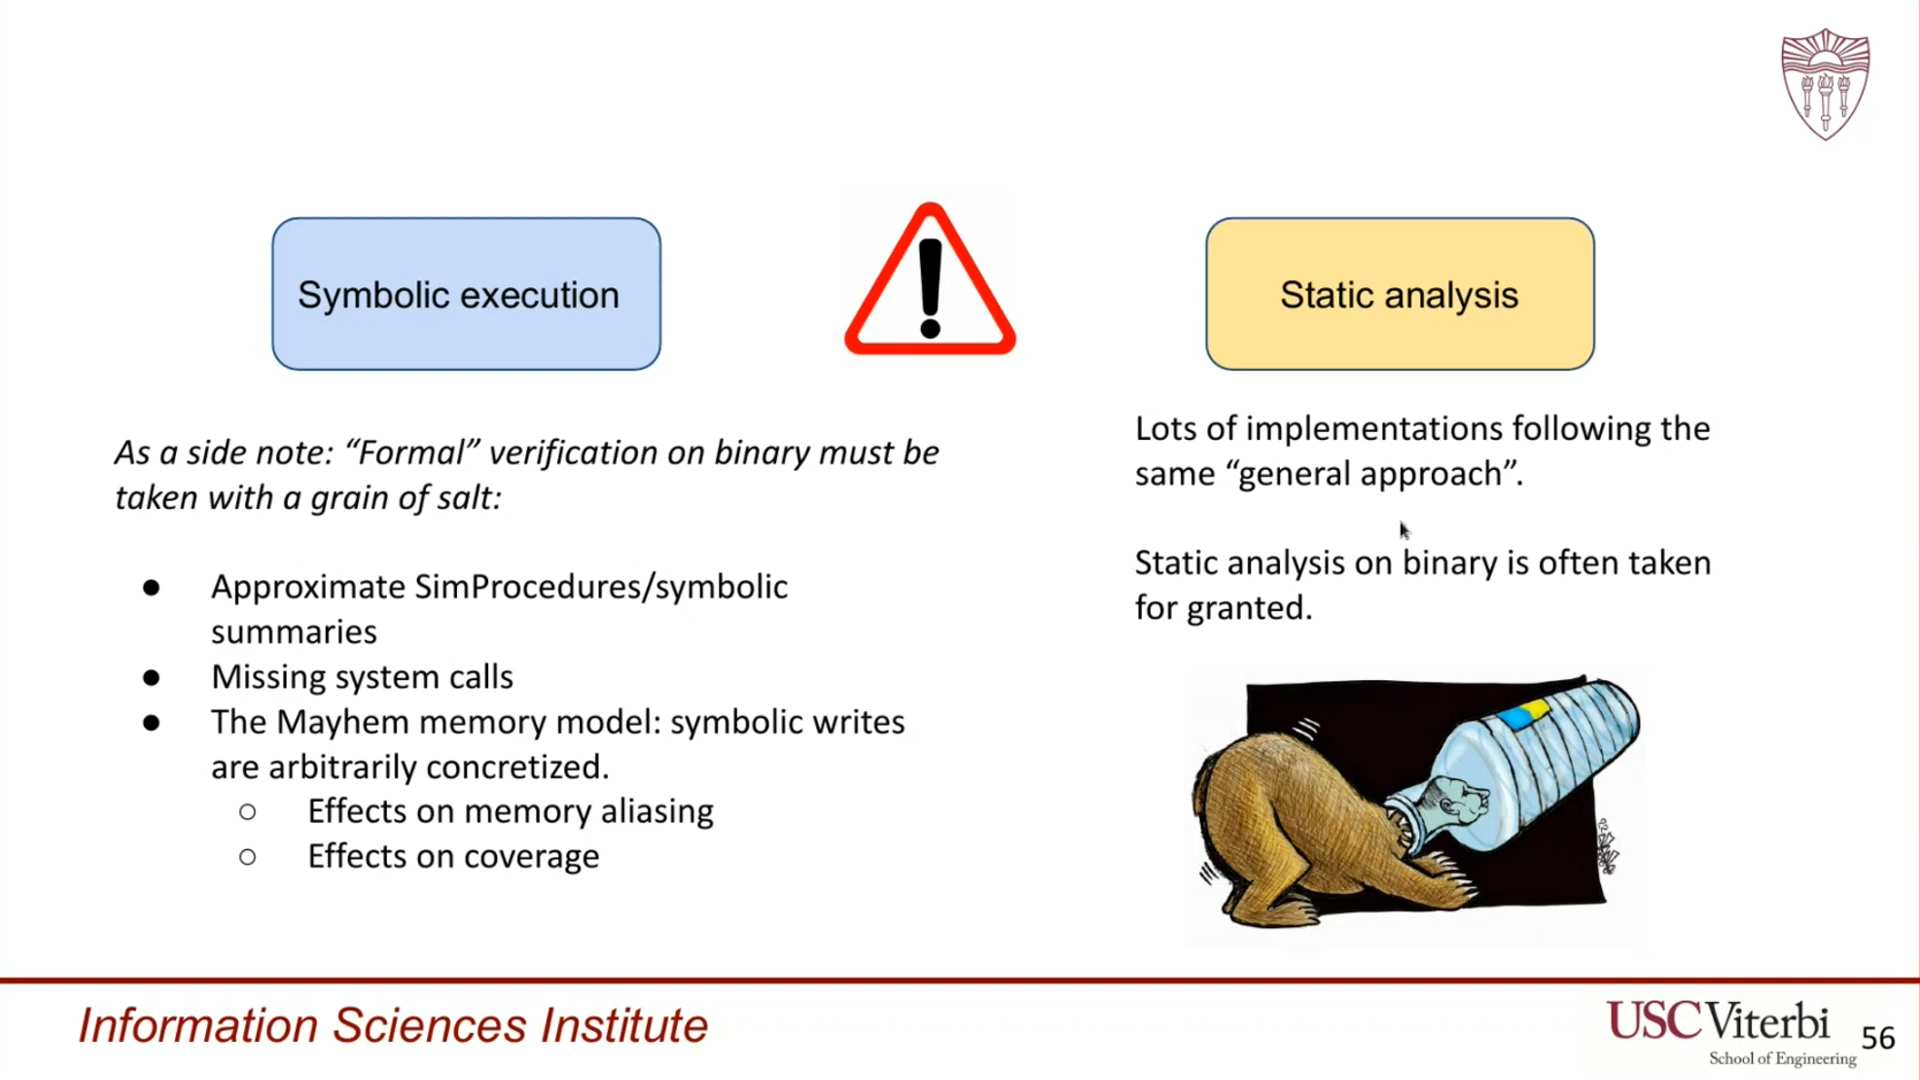 Symbolic execution
Static analysis
As a side note: “Formal” verification on binary must be
taken with a grain of salt:
● Approximate SimProcedures/symbolic
summaries
● Missing system calls
● The Mayhem memory model: symbolic writes
are arbitrarily concretized.
○ Effects on memory aliasing
○ Effects on coverage
Lots of implementations following the
same “general approach”.
Static analysis on binary is often taken
for granted.
Information Sciences Institute
USC Viterbi
School of Engineering
56